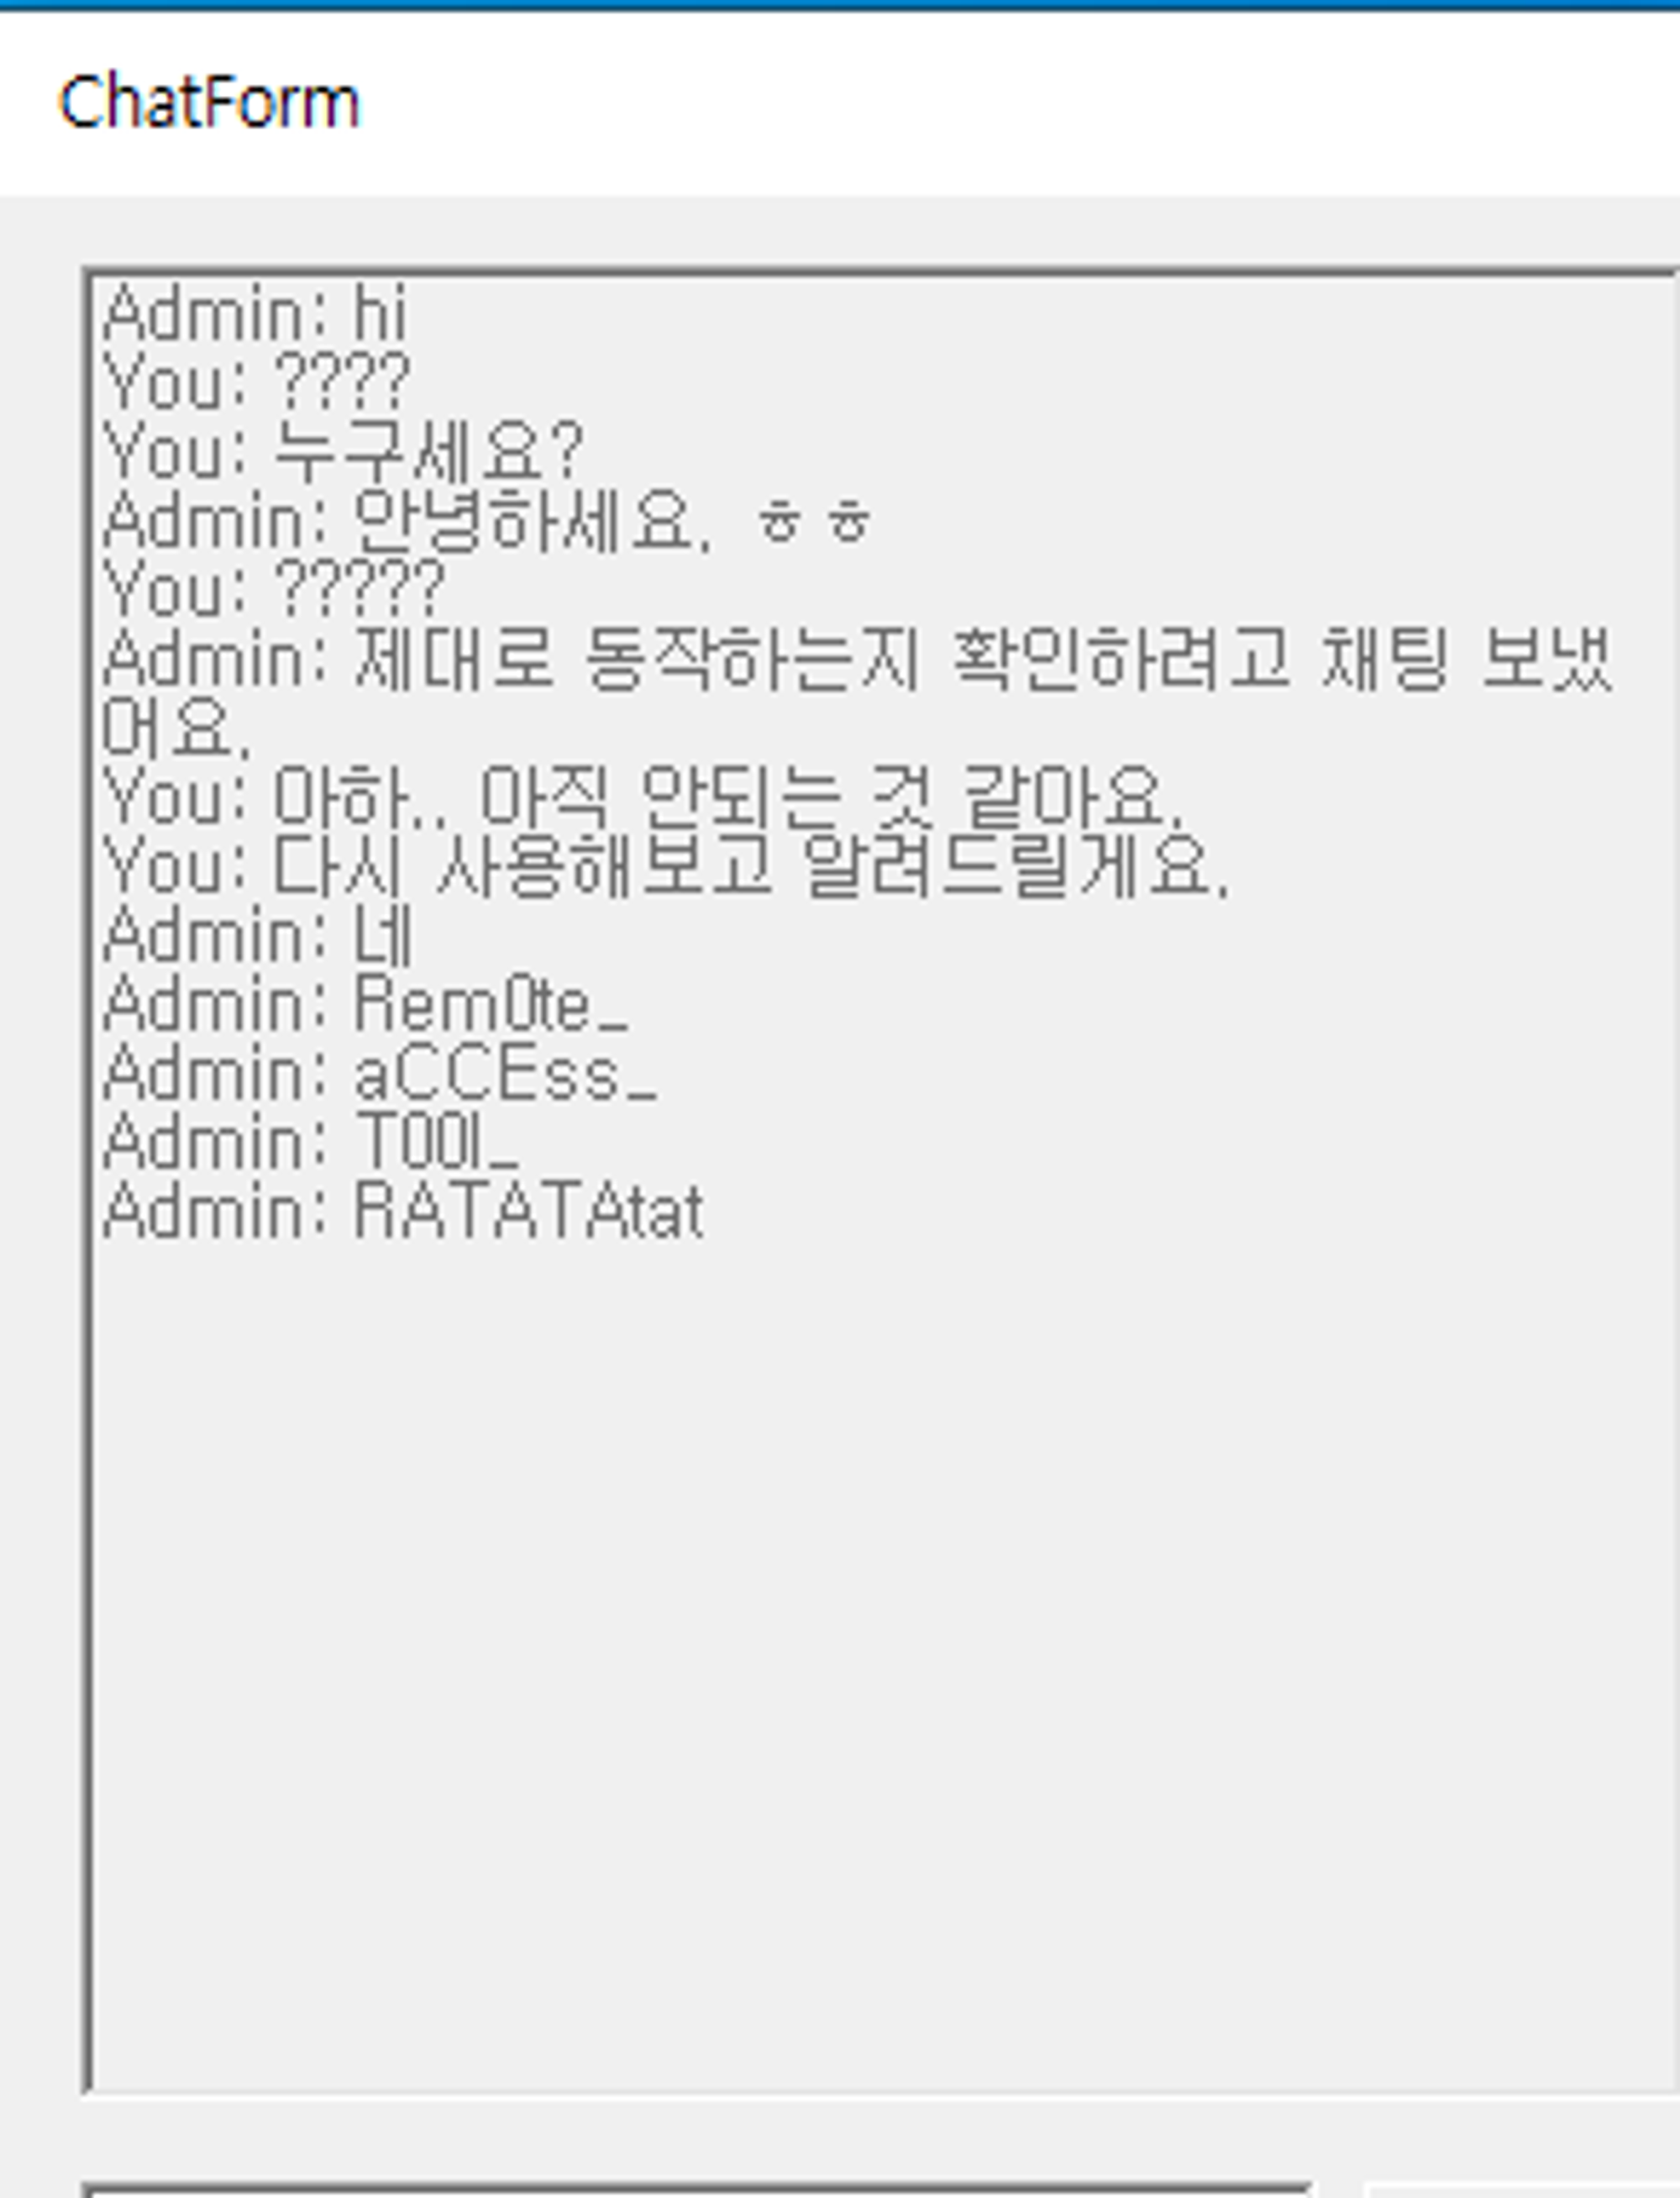 ChatForm
Admin: hi
You: ????
You: 누구세요?
Admin: 안녕하세요. ㅎㅎ
You: ?????
Admin: 제대로 동작하는지 확인하려고 채팅 보냈
어요.
You: 아하.. 아직 안되는 것 같아요.
You: 다시 사용해보고 알려드릴게요.
Admin: 네
Admin: Rem0te_
Admin: aCCEss_
Admin: T00l_
Admin: RATATAtat